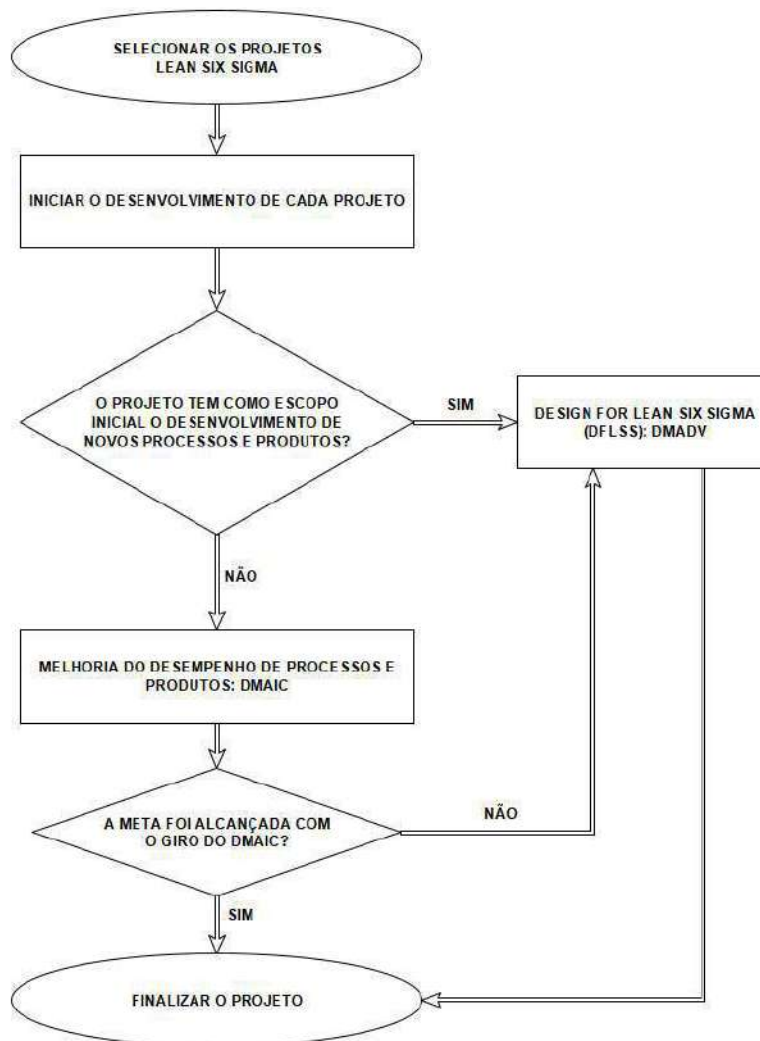 SELECIONAR OS PROJETOS
LEAN SIX SIGMA
INICIAR O DESENVOLVIMENTO DE CADA PROJETO
O PROJETO TEM COMO ESCOPO
INICIAL O DESENVOLVIMENTO DE
NOVOS PROCESSOS E PRODUTOS?
SIM
DESIGN FOR LEAN SIX SIGMA
(DFLSS): DMADV
NÃO
MELHORIA DO DESEMPENHO DE PROCESSOS E
PRODUTOS: DMAIC
A META FOI ALCANÇADA COM
O GIRO DO DMAIC?
NÃO
SIM
FINALIZAR O PROJETO